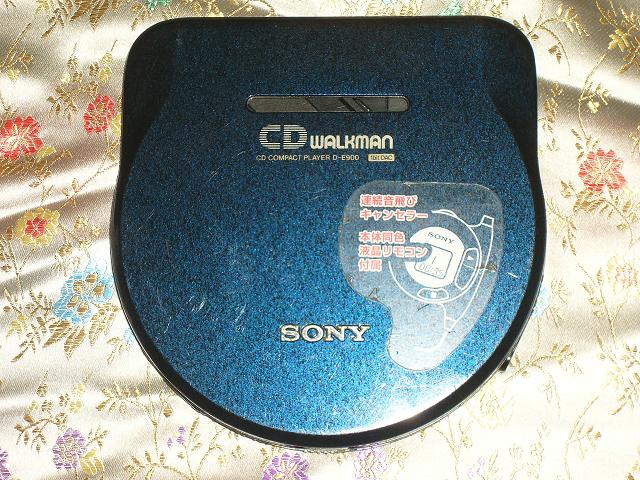 CD WALKMAN
CD COMPACT PLAYER D-E900 1bit DAC
連続音飛び
キャンセラー
本体同色
液晶リモコン
付属
SONY
SONY